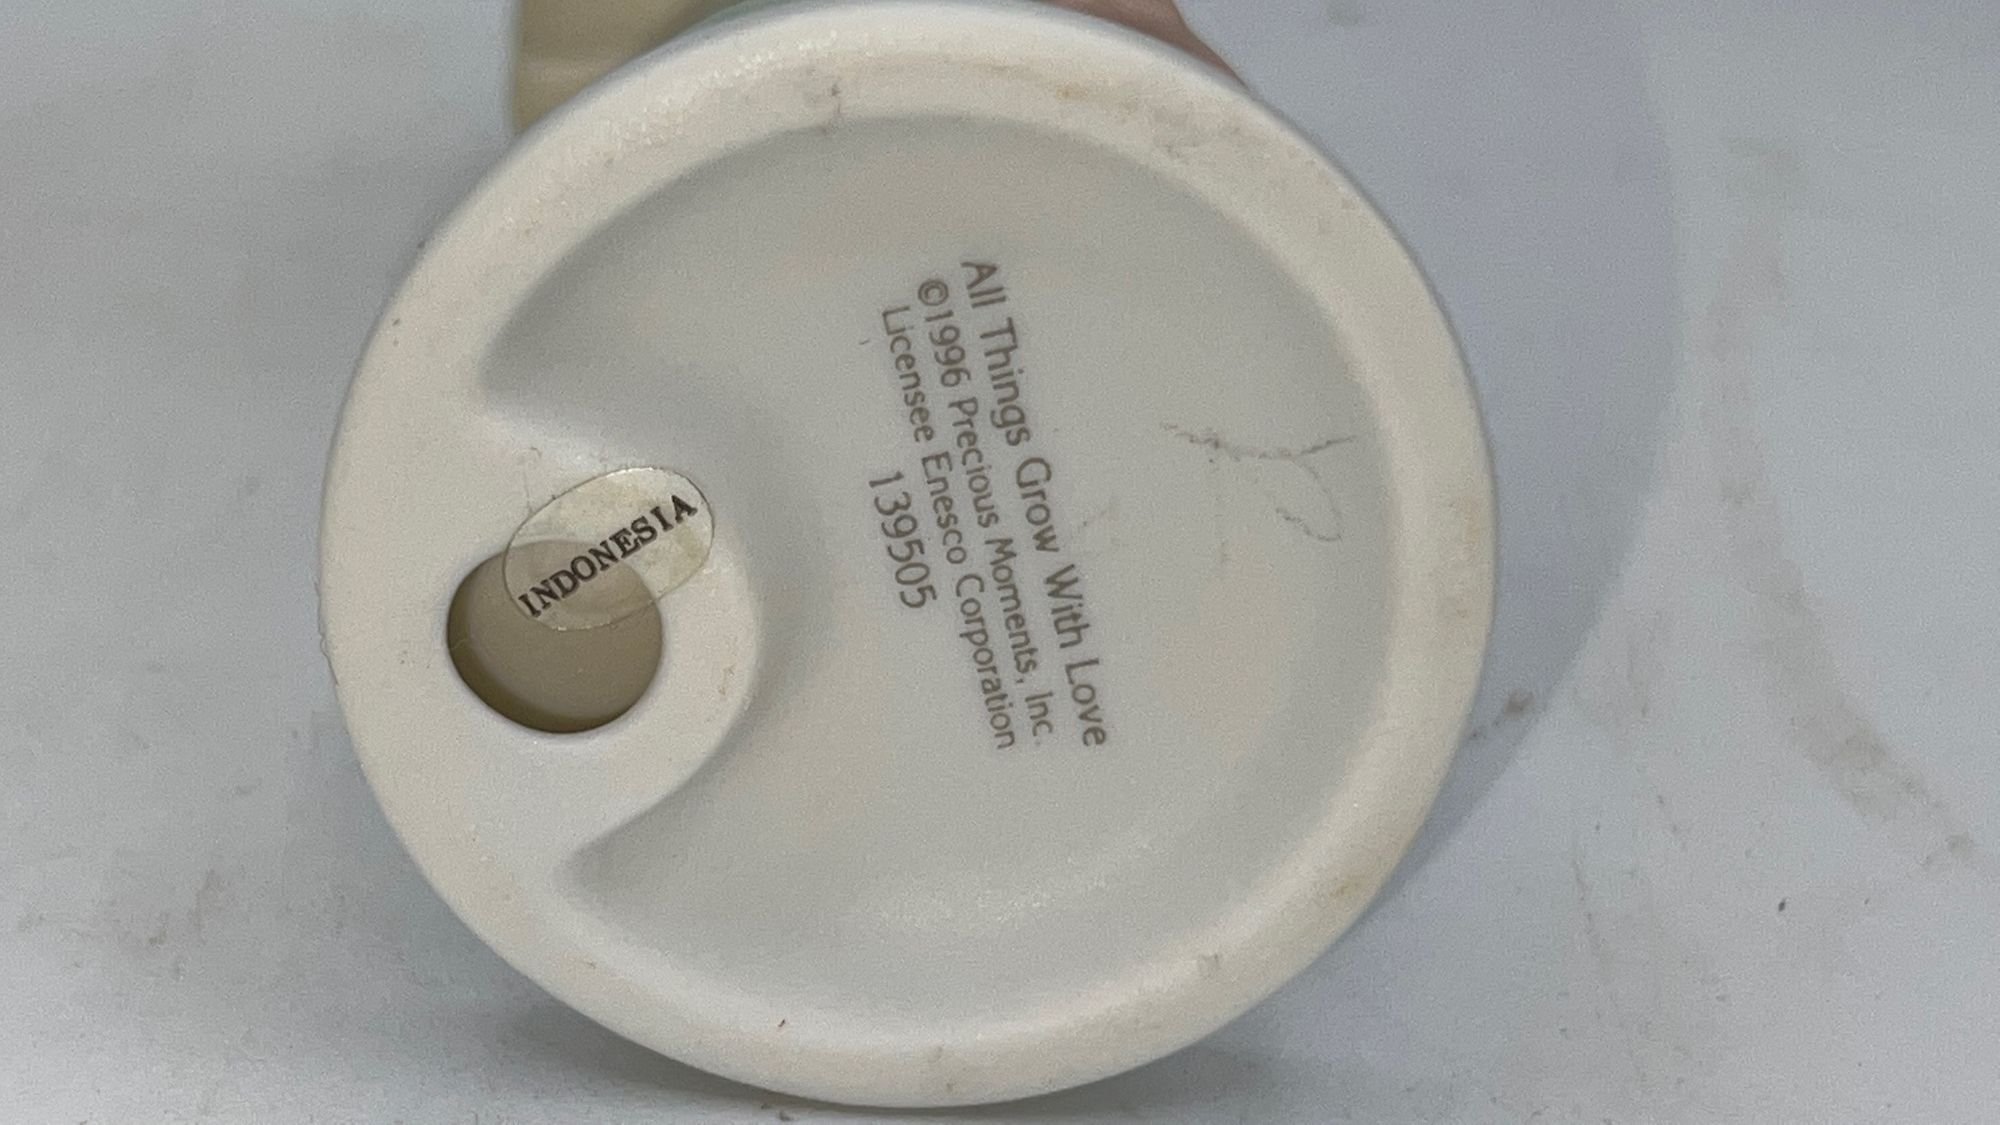 All Things Grow With Love
©1996 Precious Moments, Inc.
Licensee Enesco Corporation
139505
INDONESIA